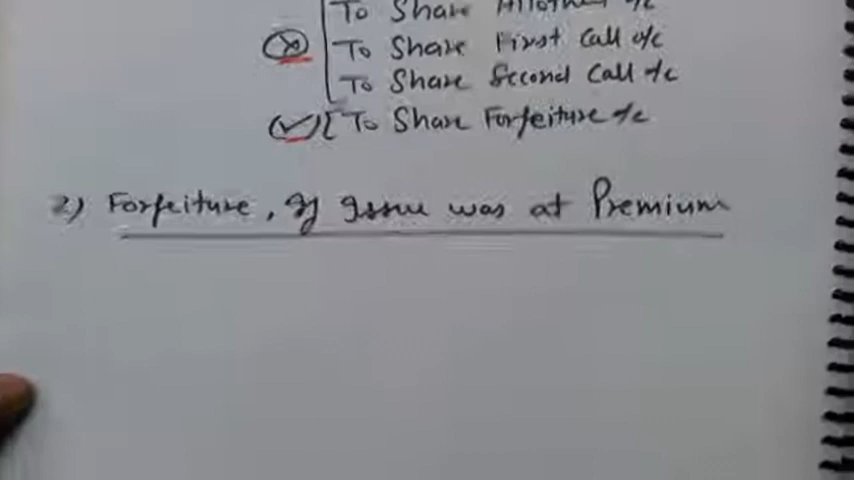 To Share Allotment a/c
To Share First Call a/c
To Share Second Call a/c
To Share Forfeiture a/c
2) Forfeiture, If Issue was at Premium